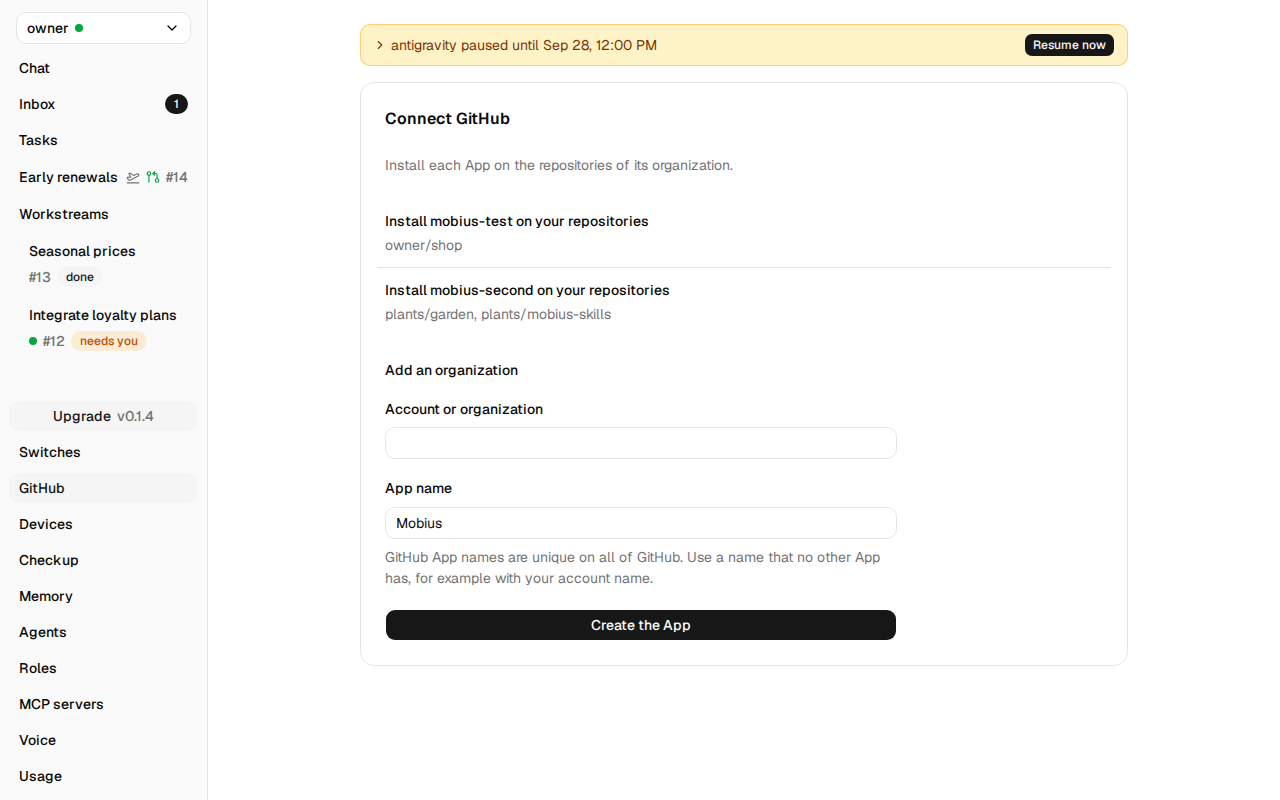 owner
Chat
Inbox 1
Tasks
Early renewals #14
Workstreams
Seasonal prices
#13 done
Integrate loyalty plans
#12 needs you
Upgrade v0.1.4
Switches
GitHub
Devices
Checkup
Memory
Agents
Roles
MCP servers
Voice
Usage
antigravity paused until Sep 28, 12:00 PM
Resume now
Connect GitHub
Install each App on the repositories of its organization.
Install mobius-test on your repositories
owner/shop
Install mobius-second on your repositories
plants/garden, plants/mobius-skills
Add an organization
Account or organization
App name
Mobius
GitHub App names are unique on all of GitHub. Use a name that no other App
has, for example with your account name.
Create the App